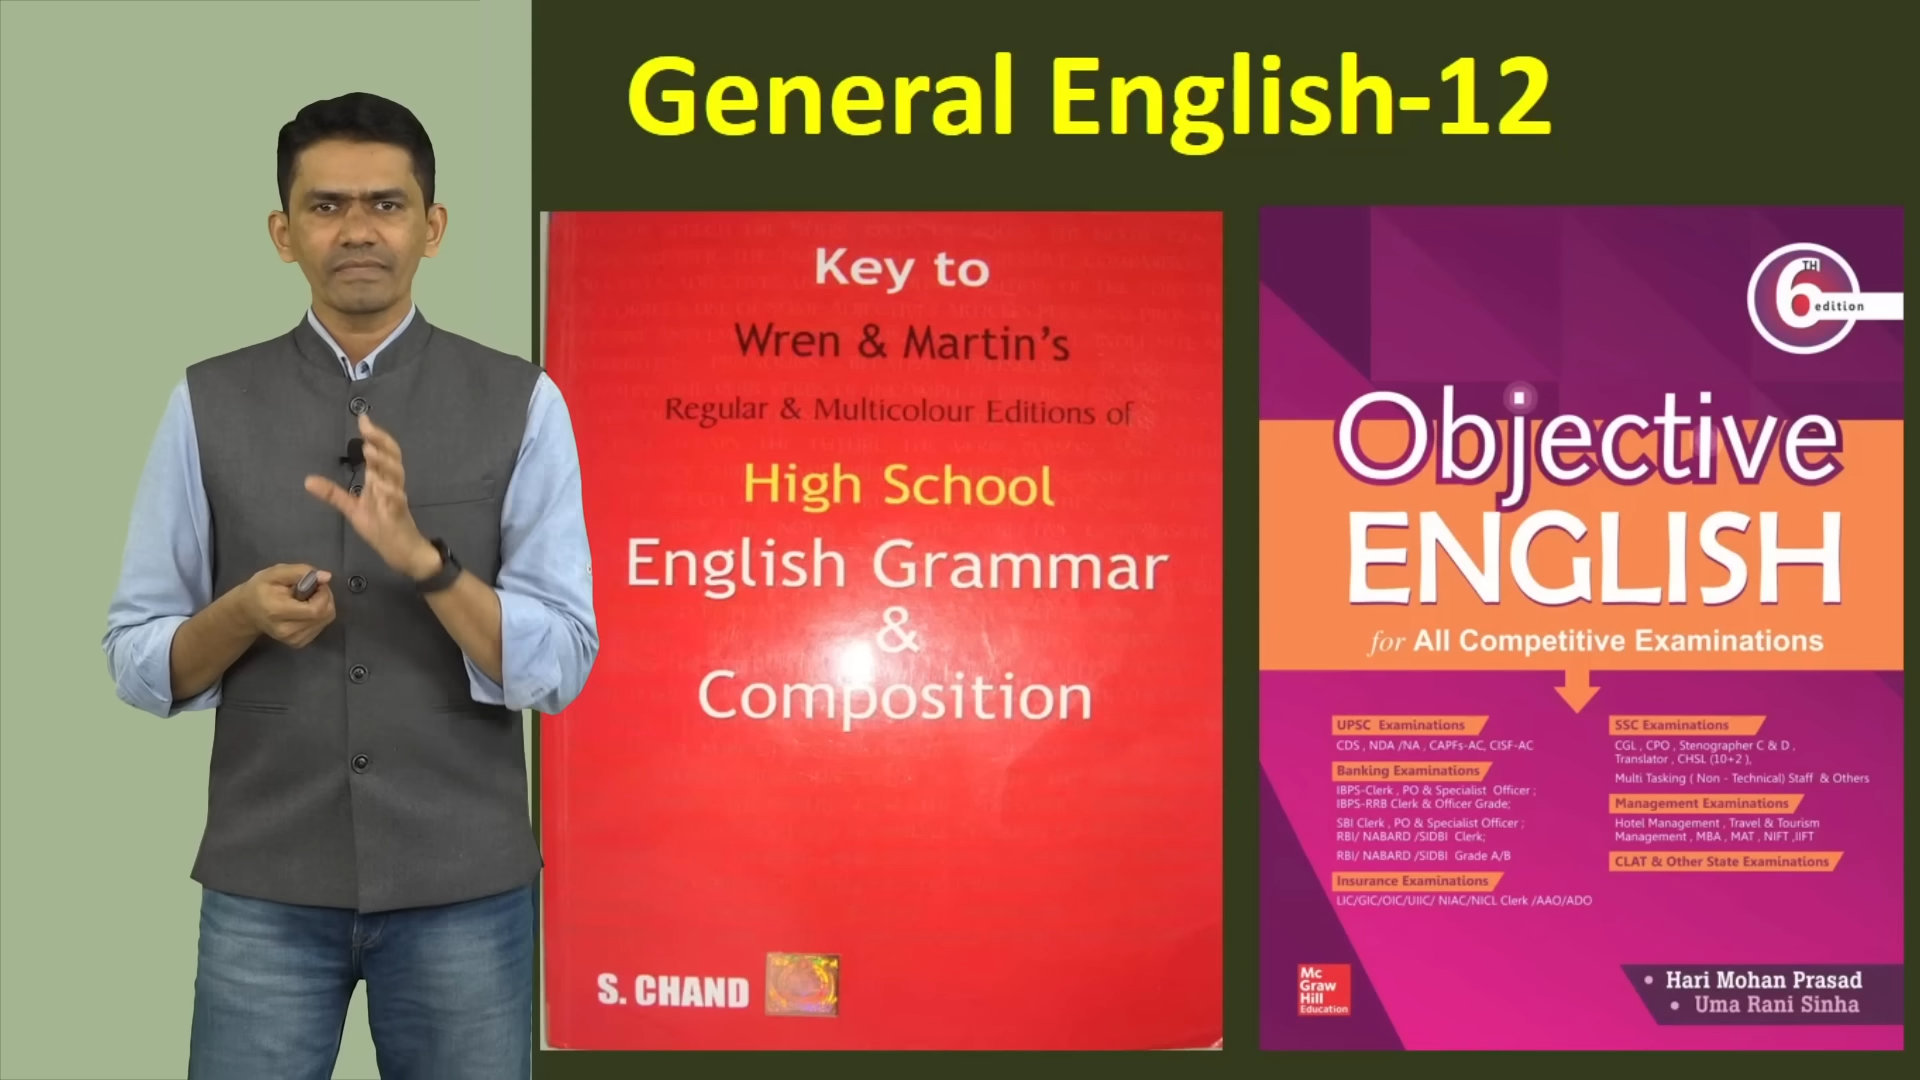 General English-12
Key to
Wren & Martin's
Regular & Multicolour Editions of
High School
English Grammar
&
Composition
S. CHAND
6TH
edition
Objective
ENGLISH
for All Competitive Examinations
UPSC Examinations
CDS , NDA /NA , CAPFs-AC, CISF-AC
Banking Examinations
IBPS-Clerk , PO & Specialist Officer ;
IBPS-RRB Clerk & Officer Grade;
SBI Clerk , PO & Specialist Officer ;
RBI/ NABARD /SIDBI Clerk;
RBI/ NABARD /SIDBI Grade A/B
Insurance Examinations
LIC/GIC/OIC/UIIC/ NIAC/NICL Clerk /AAO/ADO
SSC Examinations
CGL , CPO , Stenographer C & D ,
Translator , CHSL (10+2 ),
Multi Tasking ( Non - Technical) Staff & Others
Management Examinations
Hotel Management , Travel & Tourism
Management , MBA , MAT , NIFT ,IIFT
CLAT & Other State Examinations
Mc
Graw
Hill
Education
• Hari Mohan Prasad
• Uma Rani Sinha